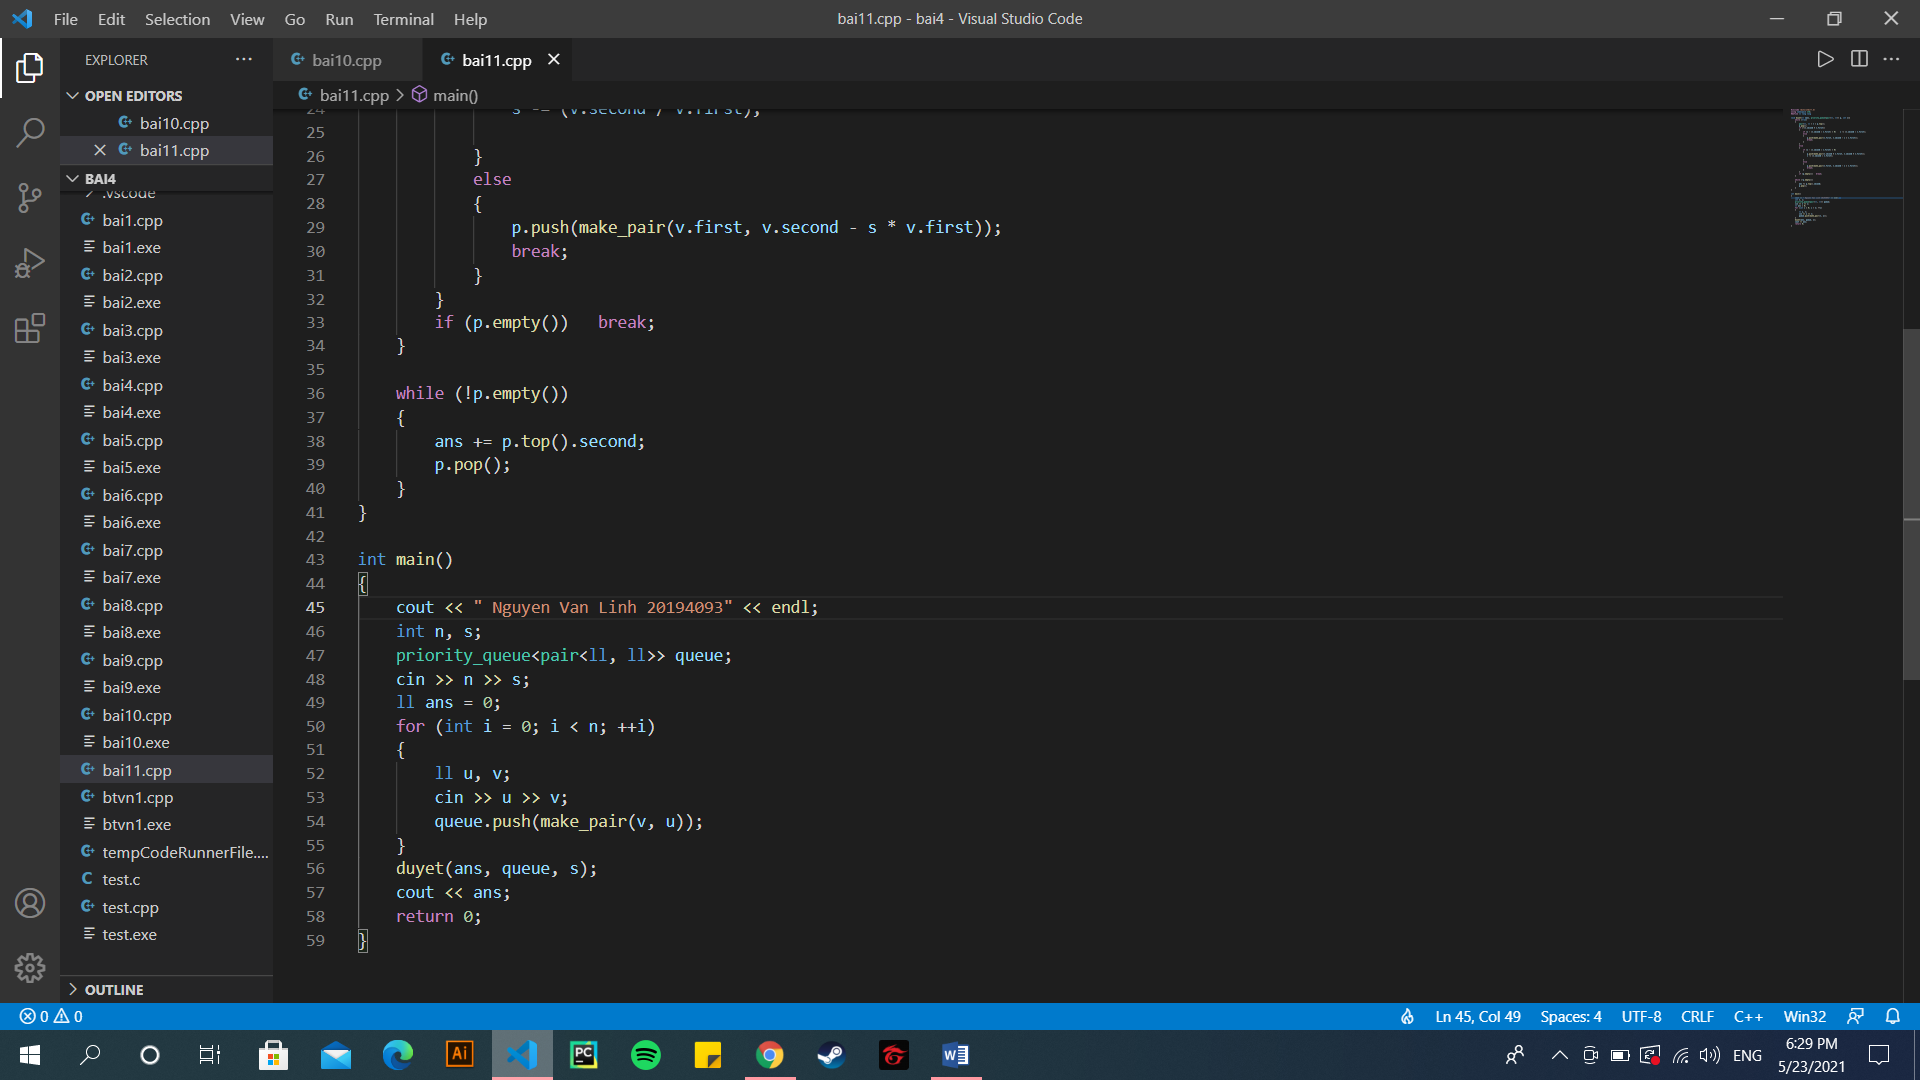 File Edit Selection View Go Run Terminal Help
bai11.cpp - bai4 - Visual Studio Code
EXPLORER
OPEN EDITORS
bai10.cpp
bai11.cpp
BAI4
.vscode
bai1.cpp
bai1.exe
bai2.cpp
bai2.exe
bai3.cpp
bai3.exe
bai4.cpp
bai4.exe
bai5.cpp
bai5.exe
bai6.cpp
bai6.exe
bai7.cpp
bai7.exe
bai8.cpp
bai8.exe
bai9.cpp
bai9.exe
bai10.cpp
bai10.exe
bai11.cpp
btvn1.cpp
btvn1.exe
tempCodeRunnerFile....
test.c
test.cpp
test.exe
OUTLINE
bai10.cpp bai11.cpp
bai11.cpp > main()
24 s -= (v.second / v.first);
25
26 }
27 else
28 {
29 p.push(make_pair(v.first, v.second - s * v.first));
30 break;
31 }
32 }
33 if (p.empty())   break;
34 }
35
36 while (!p.empty())
37 {
38 ans += p.top().second;
39 p.pop();
40 }
41 }
42
43 int main()
44 {
45 cout << " Nguyen Van Linh 20194093" << endl;
46 int n, s;
47 priority_queue<pair<ll, ll>> queue;
48 cin >> n >> s;
49 ll ans = 0;
50 for (int i = 0; i < n; ++i)
51 {
52 ll u, v;
53 cin >> u >> v;
54 queue.push(make_pair(v, u));
55 }
56 duyet(ans, queue, s);
57 cout << ans;
58 return 0;
59 }
0 0
Ln 45, Col 49 Spaces: 4 UTF-8 CRLF C++ Win32
Ai PC W
ENG
6:29 PM
5/23/2021